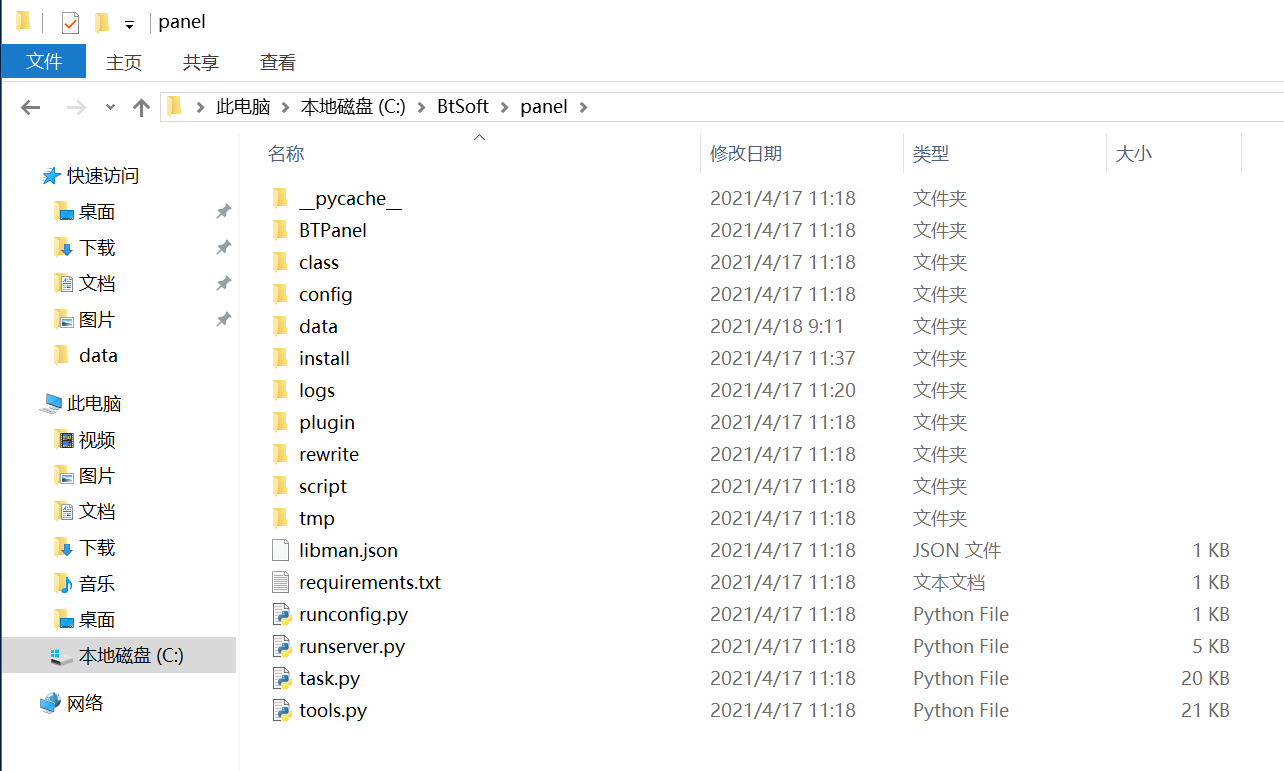 panel
文件 主页 共享 查看
此电脑 本地磁盘 (C:) BtSoft panel
快速访问
桌面
下载
文档
图片
data
此电脑
视频
图片
文档
下载
音乐
桌面
本地磁盘 (C:)
网络
名称 修改日期 类型 大小
__pycache__ 2021/4/17 11:18 文件夹
BTPanel 2021/4/17 11:18 文件夹
class 2021/4/17 11:18 文件夹
config 2021/4/17 11:18 文件夹
data 2021/4/18 9:11 文件夹
install 2021/4/17 11:37 文件夹
logs 2021/4/17 11:20 文件夹
plugin 2021/4/17 11:18 文件夹
rewrite 2021/4/17 11:18 文件夹
script 2021/4/17 11:18 文件夹
tmp 2021/4/17 11:18 文件夹
libman.json 2021/4/17 11:18 JSON 文件 1 KB
requirements.txt 2021/4/17 11:18 文本文档 1 KB
runconfig.py 2021/4/17 11:18 Python File 1 KB
runserver.py 2021/4/17 11:18 Python File 5 KB
task.py 2021/4/17 11:18 Python File 20 KB
tools.py 2021/4/17 11:18 Python File 21 KB